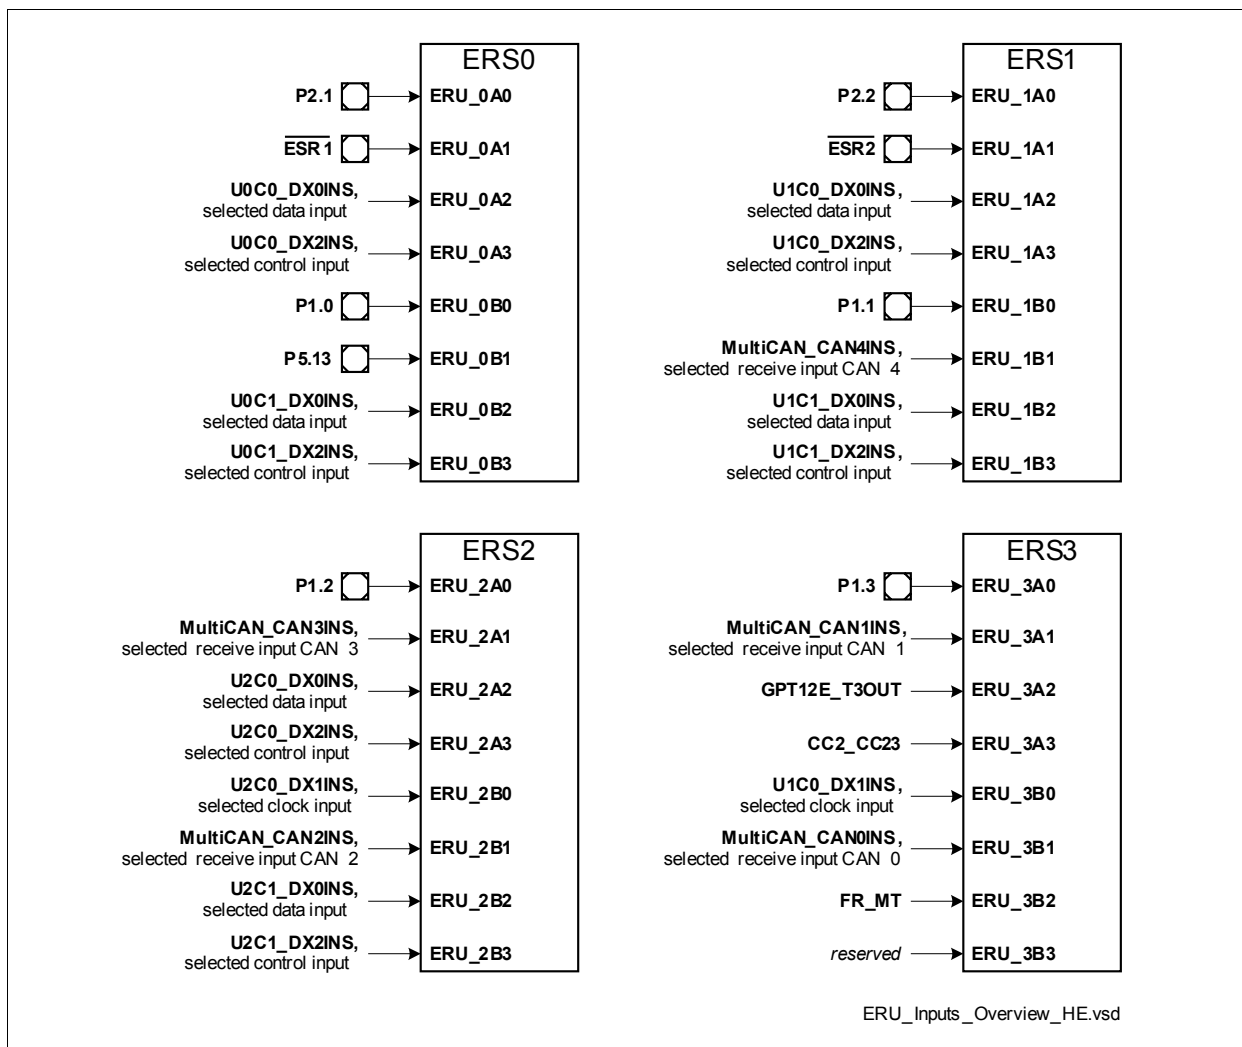 ERS0
P2.1 ERU_0A0
ESR1 ERU_0A1
U0C0_DX0INS,
selected data input ERU_0A2
U0C0_DX2INS,
selected control input ERU_0A3
P1.0 ERU_0B0
P5.13 ERU_0B1
U0C1_DX0INS,
selected data input ERU_0B2
U0C1_DX2INS,
selected control input ERU_0B3
ERS1
P2.2 ERU_1A0
ESR2 ERU_1A1
U1C0_DX0INS,
selected data input ERU_1A2
U1C0_DX2INS,
selected control input ERU_1A3
P1.1 ERU_1B0
MultiCAN_CAN4INS,
selected receive input CAN 4 ERU_1B1
U1C1_DX0INS,
selected data input ERU_1B2
U1C1_DX2INS,
selected control input ERU_1B3
ERS2
P1.2 ERU_2A0
MultiCAN_CAN3INS,
selected receive input CAN 3 ERU_2A1
U2C0_DX0INS,
selected data input ERU_2A2
U2C0_DX2INS,
selected control input ERU_2A3
U2C0_DX1INS,
selected clock input ERU_2B0
MultiCAN_CAN2INS,
selected receive input CAN 2 ERU_2B1
U2C1_DX0INS,
selected data input ERU_2B2
U2C1_DX2INS,
selected control input ERU_2B3
ERS3
P1.3 ERU_3A0
MultiCAN_CAN1INS,
selected receive input CAN 1 ERU_3A1
GPT12E_T3OUT ERU_3A2
CC2_CC23 ERU_3A3
U1C0_DX1INS,
selected clock input ERU_3B0
MultiCAN_CAN0INS,
selected receive input CAN 0 ERU_3B1
FR_MT ERU_3B2
reserved ERU_3B3
ERU_Inputs_Overview_HE.vsd